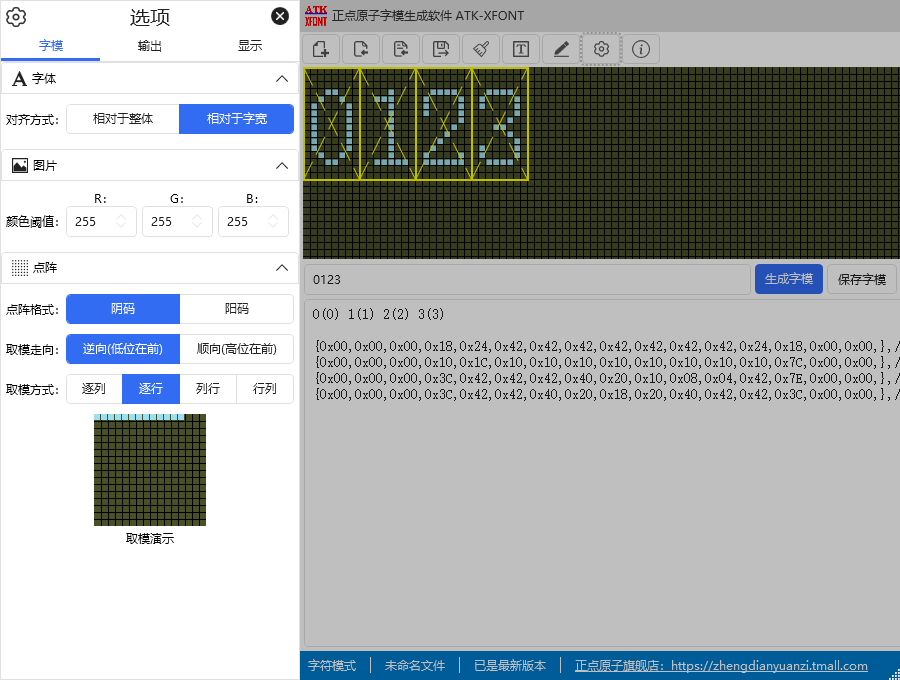 选项
字模 输出 显示
A 字体
对齐方式: 相对于整体 相对于字宽
图片
R: G: B:
颜色阈值: 255 255 255
点阵
点阵格式: 阴码 阳码
取模走向: 逆向(低位在前) 顺向(高位在前)
取模方式: 逐列 逐行 列行 行列
取模演示
ATK
XFONT
正点原子字模生成软件 ATK-XFONT
T
0123
0123
生成字模 保存字模
0(0) 1(1) 2(2) 3(3)
{0x00,0x00,0x00,0x18,0x24,0x42,0x42,0x42,0x42,0x42,0x42,0x42,0x24,0x18,0x00,0x00,},/
{0x00,0x00,0x00,0x10,0x1C,0x10,0x10,0x10,0x10,0x10,0x10,0x10,0x10,0x7C,0x00,0x00,},/
{0x00,0x00,0x00,0x3C,0x42,0x42,0x42,0x40,0x20,0x10,0x08,0x04,0x42,0x7E,0x00,0x00,},/
{0x00,0x00,0x00,0x3C,0x42,0x42,0x40,0x20,0x18,0x20,0x40,0x42,0x42,0x3C,0x00,0x00,},/
字符模式 未命名文件 已是最新版本 正点原子旗舰店: https://zhengdianyuanzi.tmall.com